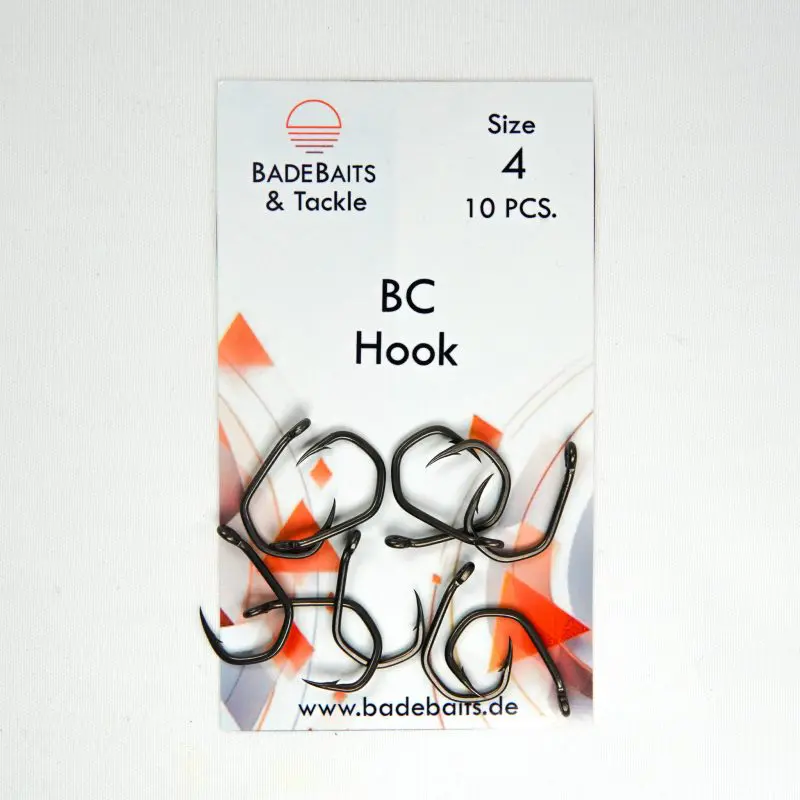 BADEBAITS
& Tackle
Size
4
10 PCS.
BC
Hook
www.badebaits.de